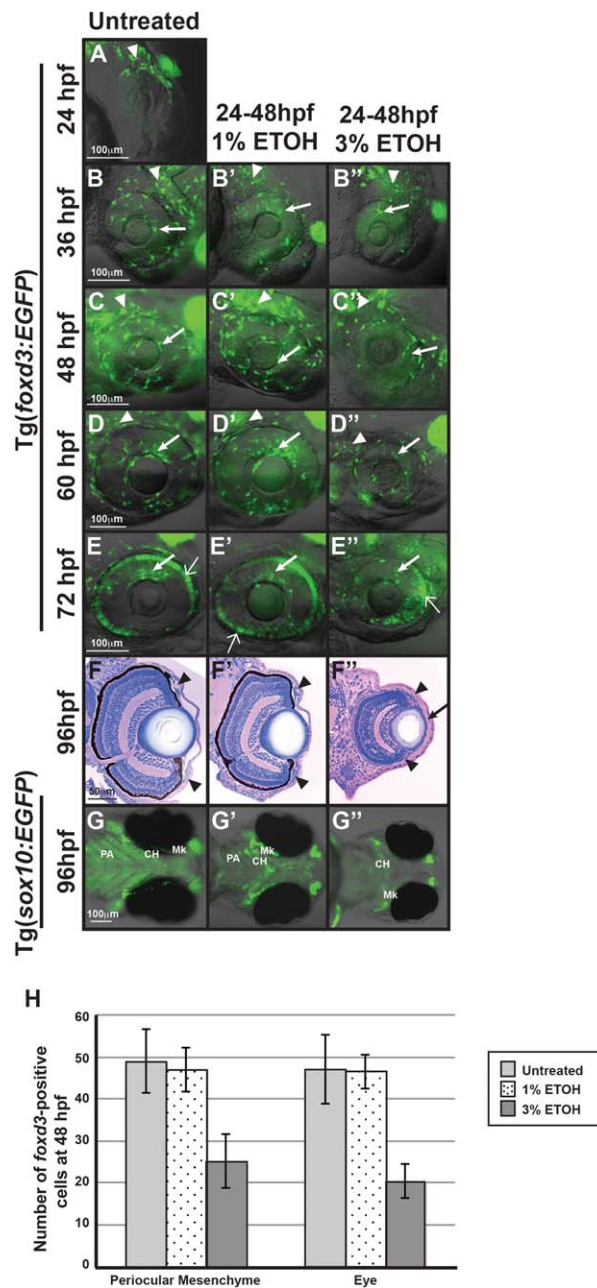 Untreated
24-48hpf
1% ETOH
24-48hpf
3% ETOH
Tg(foxd3:EGFP)
24 hpf
A
100µm
36 hpf
B
B'
B''
100µm
48 hpf
C
C'
C''
100µm
60 hpf
D
D'
D''
100µm
72 hpf
E
E'
E''
100µm
96hpf
F
F'
F''
50µm
Tg(sox10:EGFP)
96hpf
G
G'
G''
PA CH Mk
PA CH Mk
CH Mk
100µm
H
Number of foxd3-positive
cells at 48 hpf
60
50
40
30
20
10
0
Periocular Mesenchyme
Eye
Untreated
1% ETOH
3% ETOH